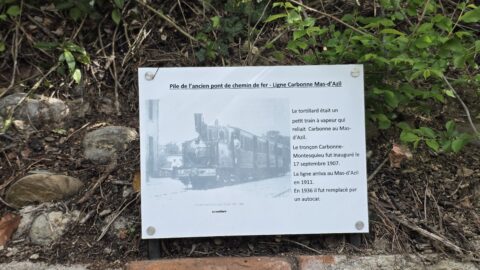 Pile de l'ancien pont de chemin de fer - Ligne Carbonne Mas-d'Azil
Le tortillard était un
petit train à vapeur qui
reliait Carbonne au Mas-
d'Azil.
Le tronçon Carbonne-
Montesquieu fut inauguré le
17 septembre 1907.
La ligne arriva au Mas-d'Azil
en 1911.
En 1936 il fut remplacé par
un autocar.
Le tortillard